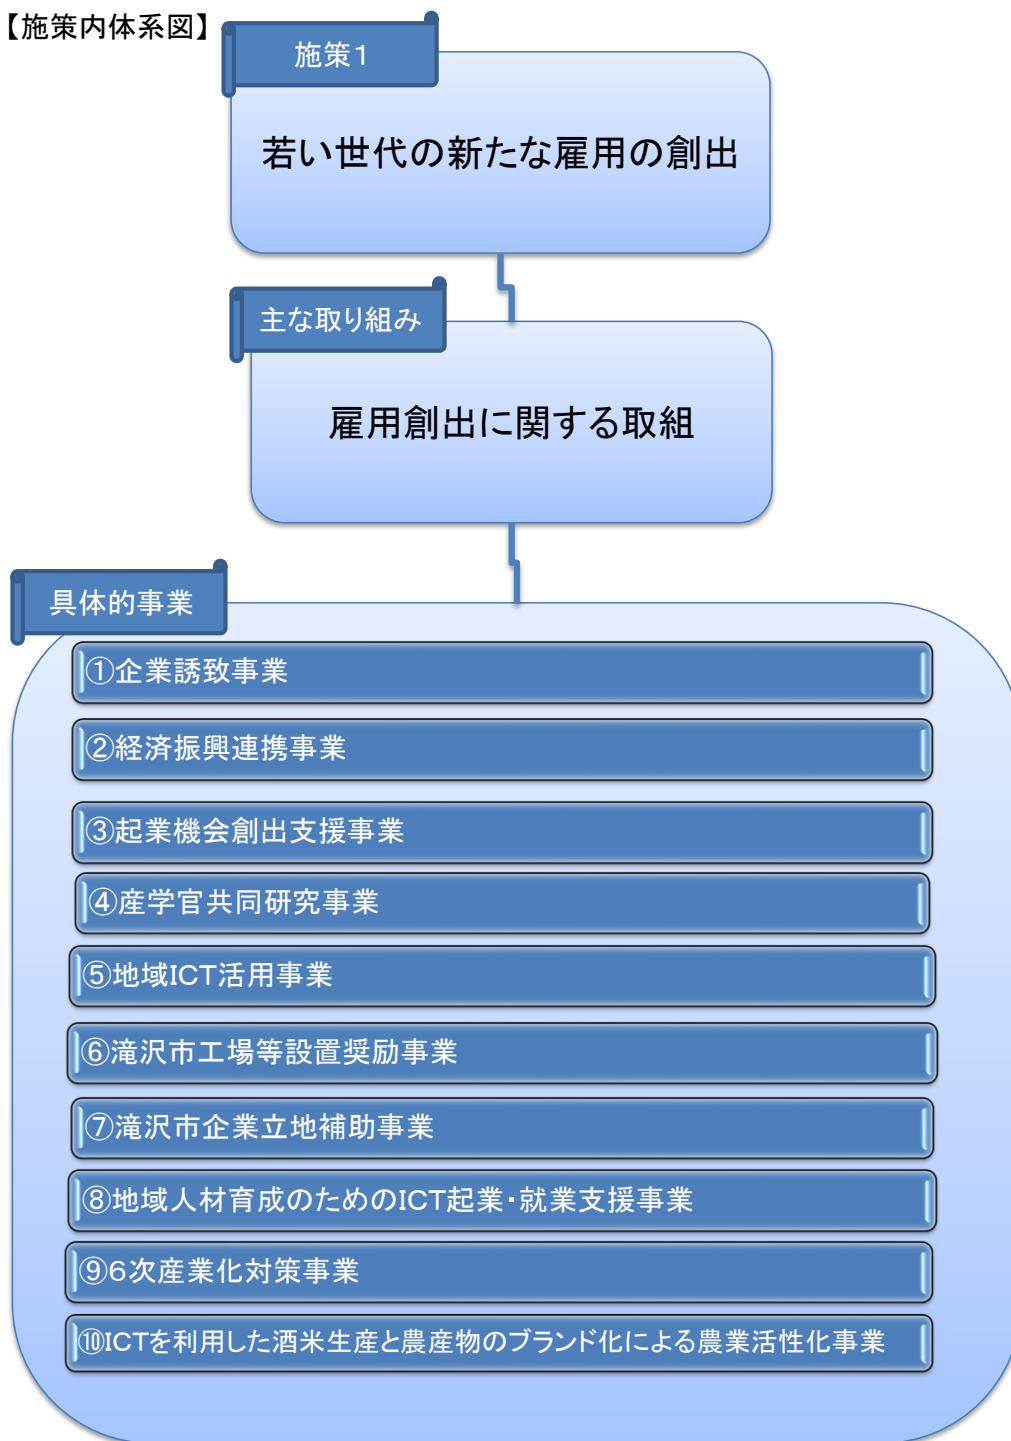 【施策内体系図】
施策1
若い世代の新たな雇用の創出
主な取り組み
雇用創出に関する取組
具体的事業
①企業誘致事業
②経済振興連携事業
③起業機会創出支援事業
④産学官共同研究事業
⑤地域ICT活用事業
⑥滝沢市工場等設置奨励事業
⑦滝沢市企業立地補助事業
⑧地域人材育成のためのICT起業・就業支援事業
⑨6次産業化対策事業
⑩ICTを利用した酒米生産と農産物のブランド化による農業活性化事業